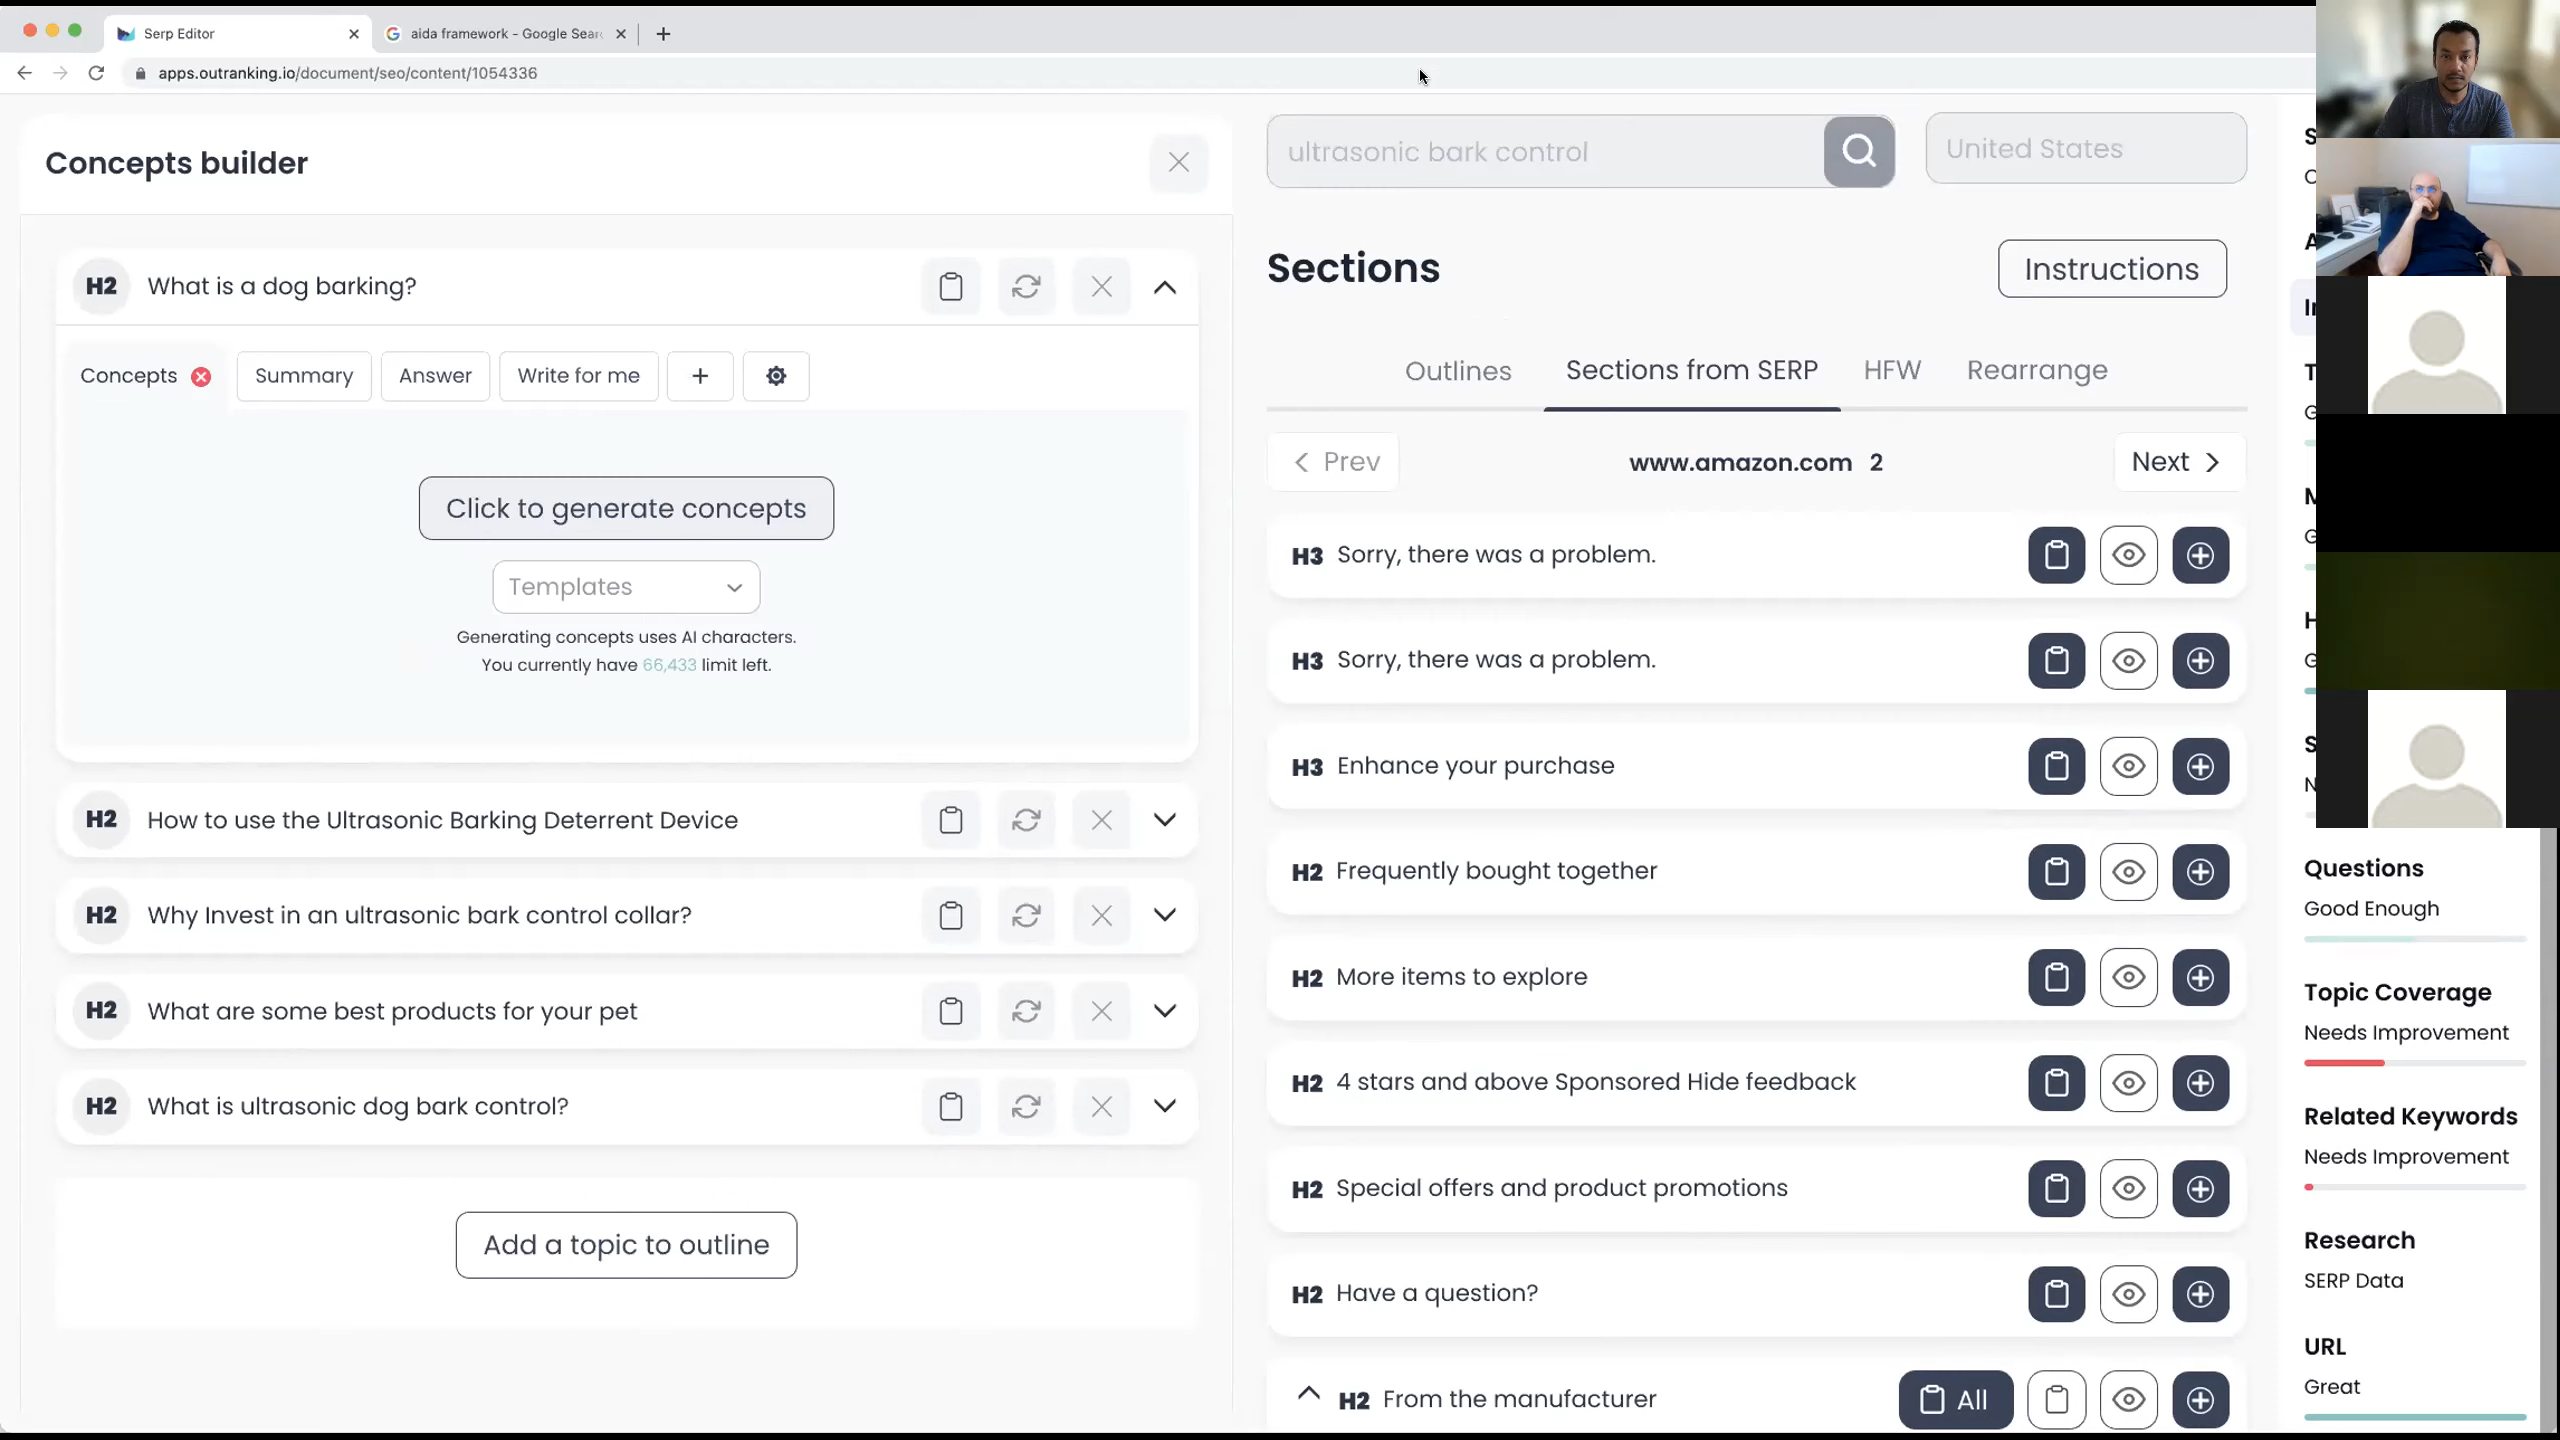 Serp Editor
aida framework - Google Sear
apps.outranking.io/document/seo/content/1054336
Concepts builder
H2 What is a dog barking?
Concepts
Summary
Answer
Write for me
+
Click to generate concepts
Templates
Generating concepts uses AI characters.
You currently have 66,433 limit left.
H2 How to use the Ultrasonic Barking Deterrent Device
H2 Why Invest in an ultrasonic bark control collar?
H2 What are some best products for your pet
H2 What is ultrasonic dog bark control?
Add a topic to outline
ultrasonic bark control
United States
Sections
Instructions
Outlines
Sections from SERP
HFW
Rearrange
Prev
www.amazon.com 2
Next
H3 Sorry, there was a problem.
H3 Sorry, there was a problem.
H3 Enhance your purchase
H2 Frequently bought together
H2 More items to explore
H2 4 stars and above Sponsored Hide feedback
H2 Special offers and product promotions
H2 Have a question?
H2 From the manufacturer
All
Questions
Good Enough
Topic Coverage
Needs Improvement
Related Keywords
Needs Improvement
Research
SERP Data
URL
Great